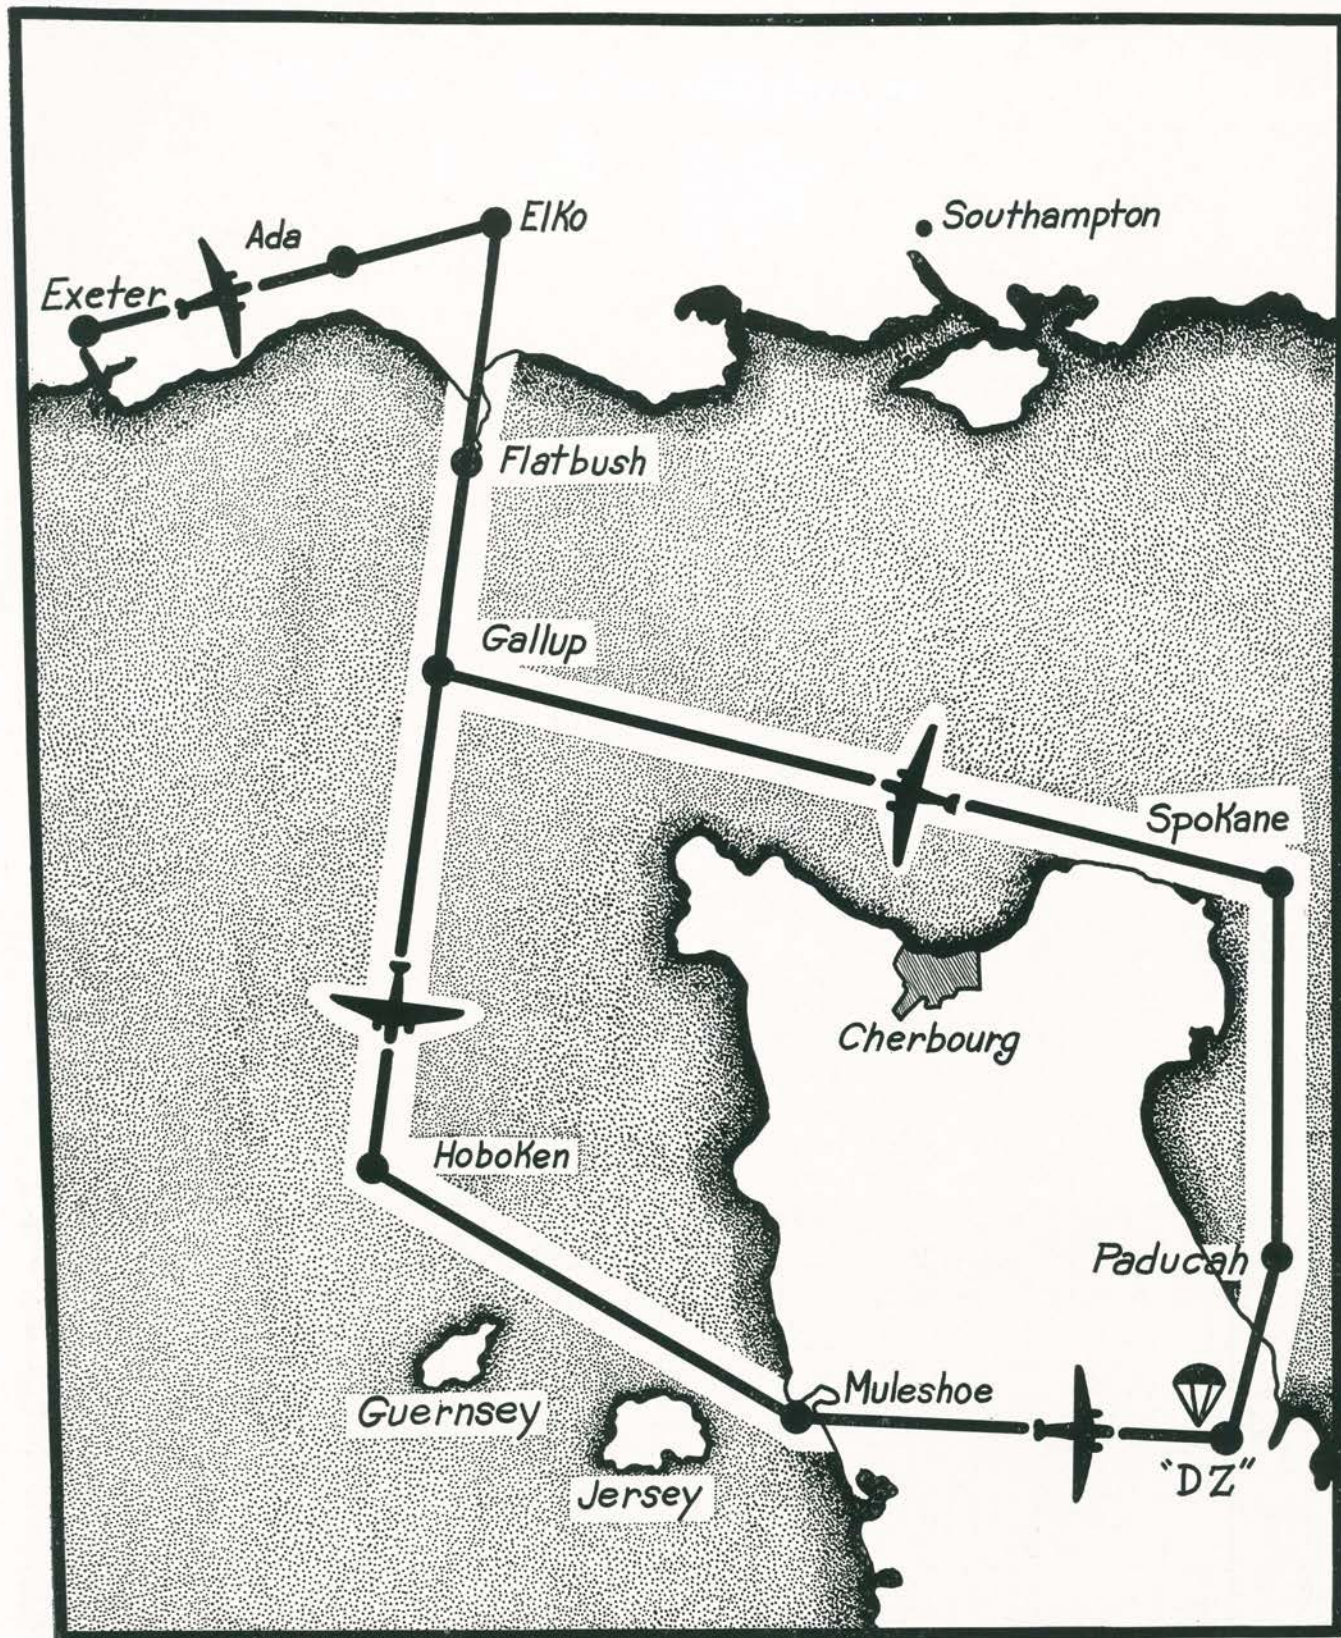 Elko
Southampton
Ada
Exeter
Flatbush
Gallup
Spokane
Cherbourg
Hoboken
Paducah
Muleshoe
Guernsey
"DZ"
Jersey